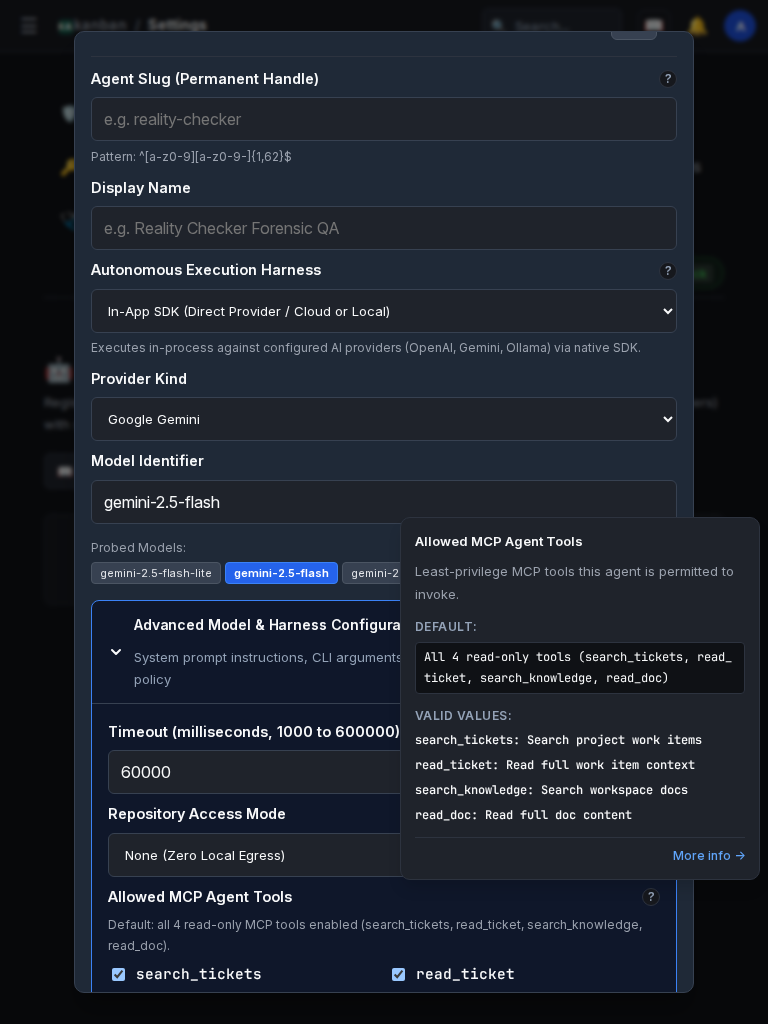 kanban / Settings
Search...
A
Agent Slug (Permanent Handle)
?
e.g. reality-checker
Pattern: ^[a-z0-9][a-z0-9-]{1,62}$
Display Name
e.g. Reality Checker Forensic QA
Autonomous Execution Harness
?
In-App SDK (Direct Provider / Cloud or Local)
Executes in-process against configured AI providers (OpenAI, Gemini, Ollama) via native SDK.
Provider Kind
Google Gemini
Model Identifier
gemini-2.5-flash
Probed Models:
gemini-2.5-flash-lite
gemini-2.5-flash
gemini-2
Advanced Model & Harness Configura
System prompt instructions, CLI arguments
policy
Timeout (milliseconds, 1000 to 600000)
60000
Repository Access Mode
None (Zero Local Egress)
Allowed MCP Agent Tools
?
Default: all 4 read-only MCP tools enabled (search_tickets, read_ticket, search_knowledge,
read_doc).
search_tickets
read_ticket
Allowed MCP Agent Tools
Least-privilege MCP tools this agent is permitted to
invoke.
DEFAULT:
All 4 read-only tools (search_tickets, read_
ticket, search_knowledge, read_doc)
VALID VALUES:
search_tickets: Search project work items
read_ticket: Read full work item context
search_knowledge: Search workspace docs
read_doc: Read full doc content
More info →